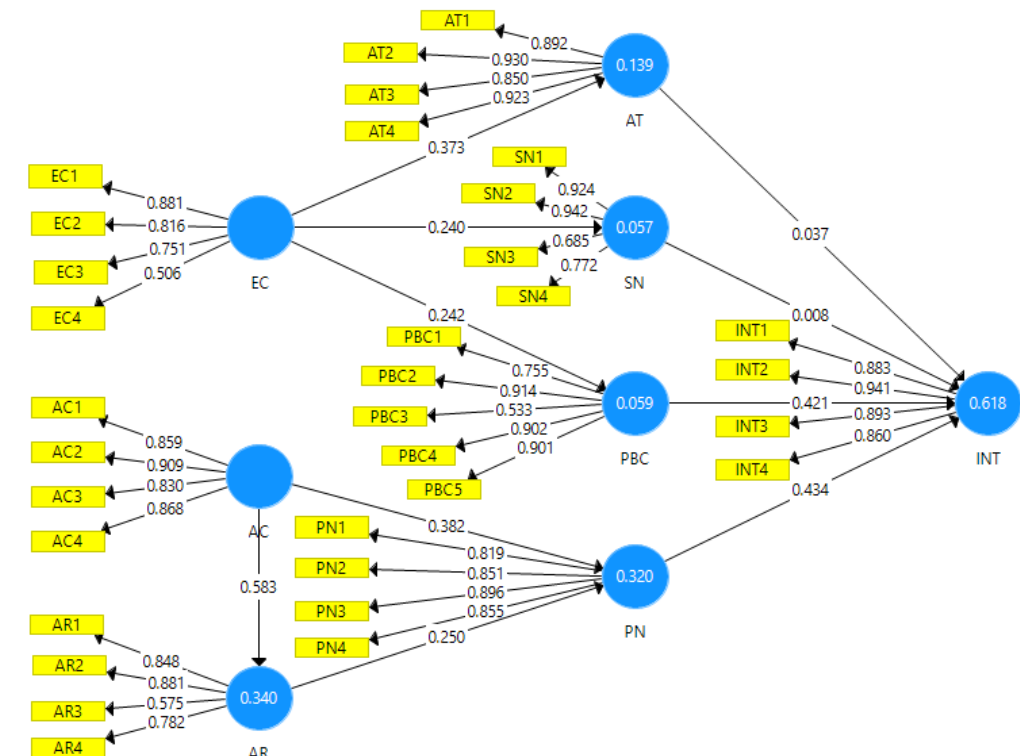 AT1
0.892
AT2
0.930
AT3
0.850
AT4
0.923
0.139
AT
0.373
EC1
0.881
EC2
0.816
EC3
0.751
EC4
0.506
EC
0.240
0.242
SN1
0.924
SN2
0.942
SN3
0.685
SN4
0.772
0.057
SN
0.037
0.008
PBC1
0.755
PBC2
0.914
PBC3
0.533
PBC4
0.902
PBC5
0.901
0.059
PBC
0.421
INT1
0.883
INT2
0.941
INT3
0.893
INT4
0.860
0.618
INT
0.434
AC1
0.859
AC2
0.909
AC3
0.830
AC4
0.868
AC
0.382
0.583
PN1
0.819
PN2
0.851
PN3
0.896
PN4
0.855
0.250
0.320
PN
AR1
0.848
AR2
0.881
AR3
0.575
AR4
0.782
0.340
AR